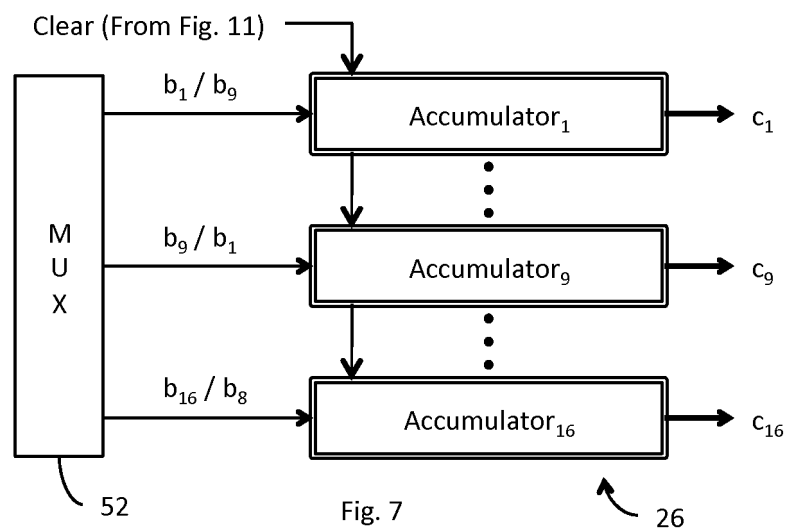 Clear (From Fig. 11)
b₁ / b₉
Accumulator₁
c₁
MUX
b₉ / b₁
Accumulator₉
c₉
b₁₆ / b₈
Accumulator₁₆
c₁₆
52
Fig. 7
26